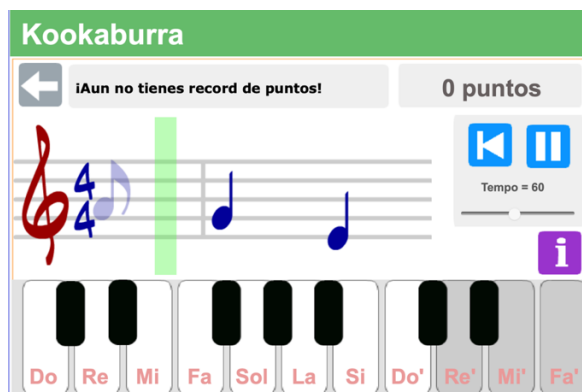 Kookaburra
¡Aun no tienes record de puntos!
0 puntos
4
4
Tempo = 60
i
Do Re Mi Fa Sol La Si Do' Re' Mi' Fa'